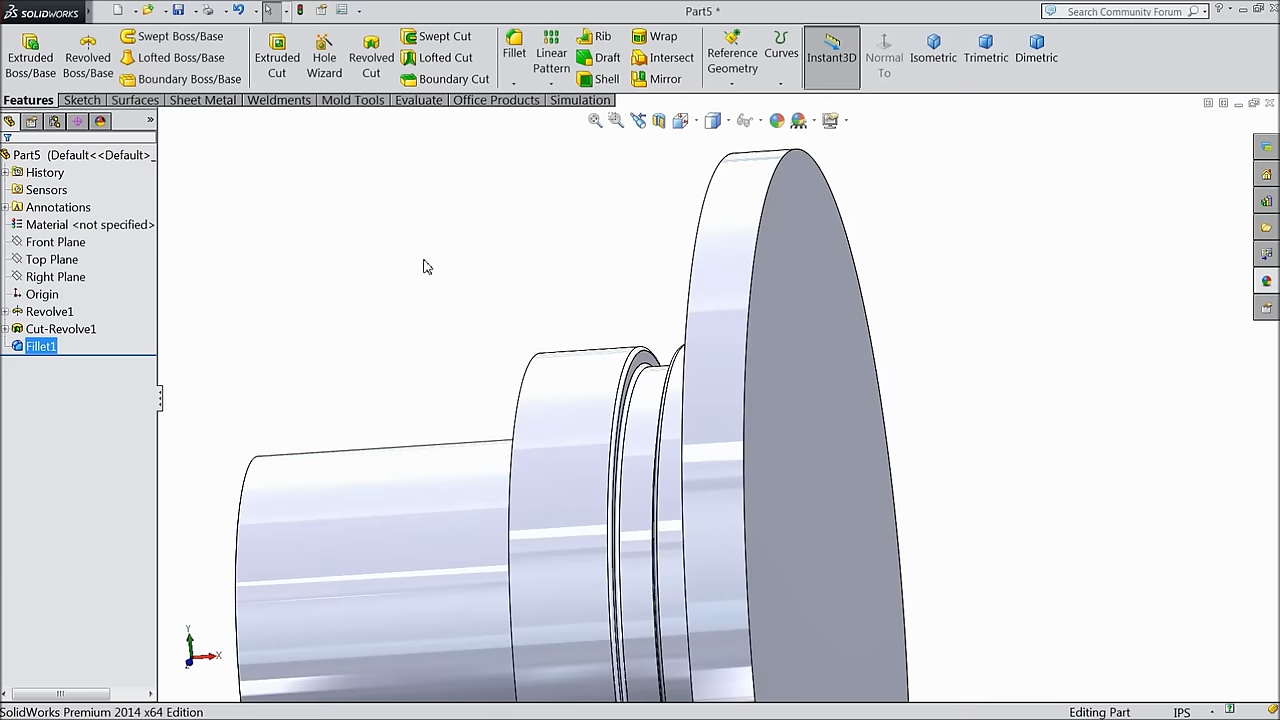 SOLIDWORKS
Part5 *
Search Community Forum
Extruded Boss/Base
Revolved Boss/Base
Swept Boss/Base
Lofted Boss/Base
Boundary Boss/Base
Extruded Cut
Hole Wizard
Revolved Cut
Swept Cut
Lofted Cut
Boundary Cut
Fillet
Linear Pattern
Rib
Draft
Shell
Wrap
Intersect
Mirror
Reference Geometry
Curves
Instant3D
Normal To
Isometric
Trimetric
Dimetric
Features
Sketch
Surfaces
Sheet Metal
Weldments
Mold Tools
Evaluate
Office Products
Simulation
Part5 (Default<<Default>_
History
Sensors
Annotations
Material <not specified>
Front Plane
Top Plane
Right Plane
Origin
Revolve1
Cut-Revolve1
Fillet1
Y
X
Z
SolidWorks Premium 2014 x64 Edition
Editing Part
IPS